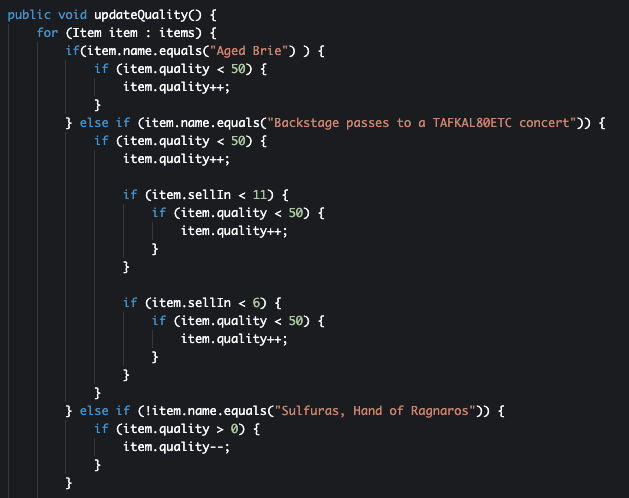 public void updateQuality() {
    for (Item item : items) {
        if(item.name.equals("Aged Brie") ) {
            if (item.quality < 50) {
                item.quality++;
            }
        } else if (item.name.equals("Backstage passes to a TAFKAL80ETC concert")) {
            if (item.quality < 50) {
                item.quality++;

                if (item.sellIn < 11) {
                    if (item.quality < 50) {
                        item.quality++;
                    }
                }

                if (item.sellIn < 6) {
                    if (item.quality < 50) {
                        item.quality++;
                    }
                }
            }
        } else if (!item.name.equals("Sulfuras, Hand of Ragnaros")) {
            if (item.quality > 0) {
                item.quality--;
            }
        }